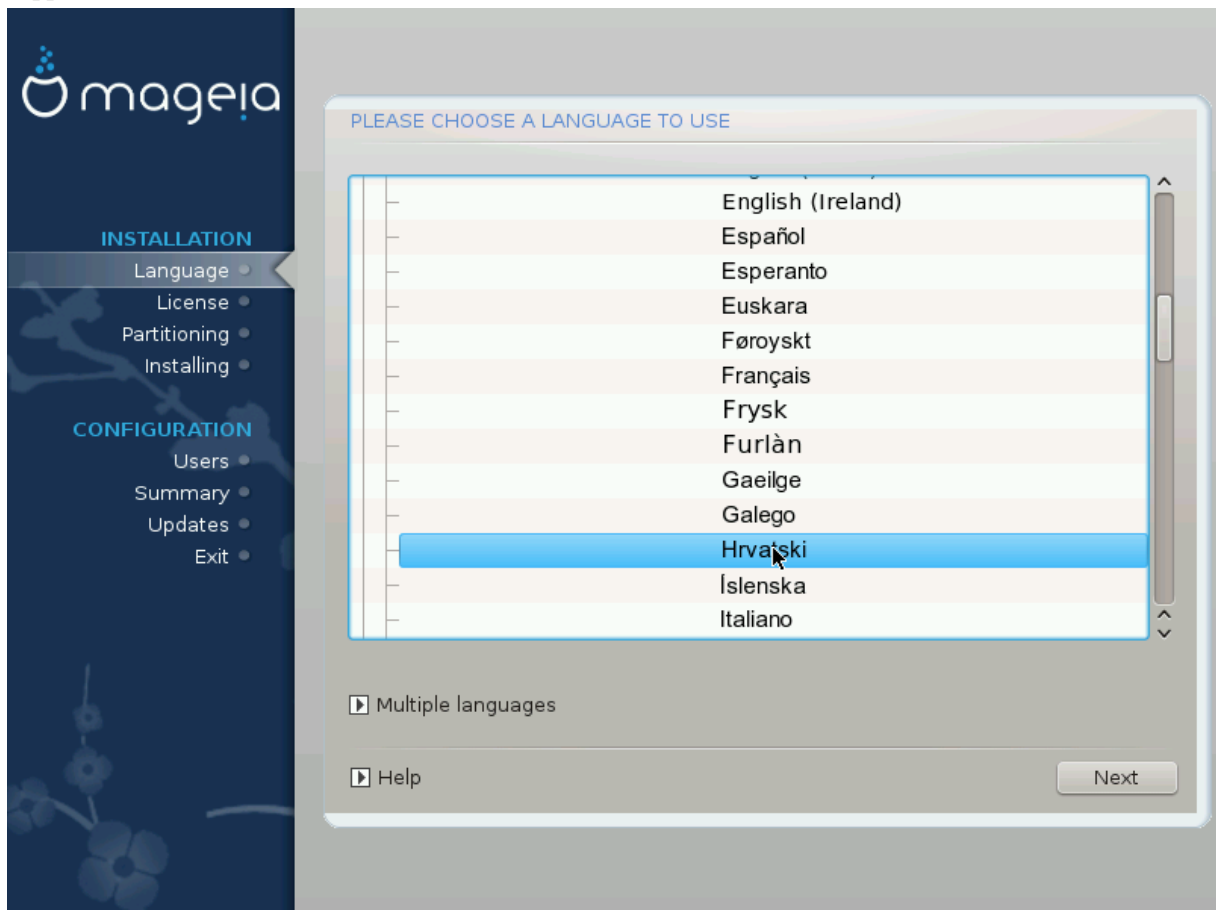 mageia
INSTALLATION
Language
License
Partitioning
Installing
CONFIGURATION
Users
Summary
Updates
Exit
PLEASE CHOOSE A LANGUAGE TO USE
English (Ireland)
Español
Esperanto
Euskara
Føroyskt
Français
Frysk
Furlàn
Gaeilge
Galego
Hrvatski
Íslenska
Italiano
Multiple languages
Help
Next